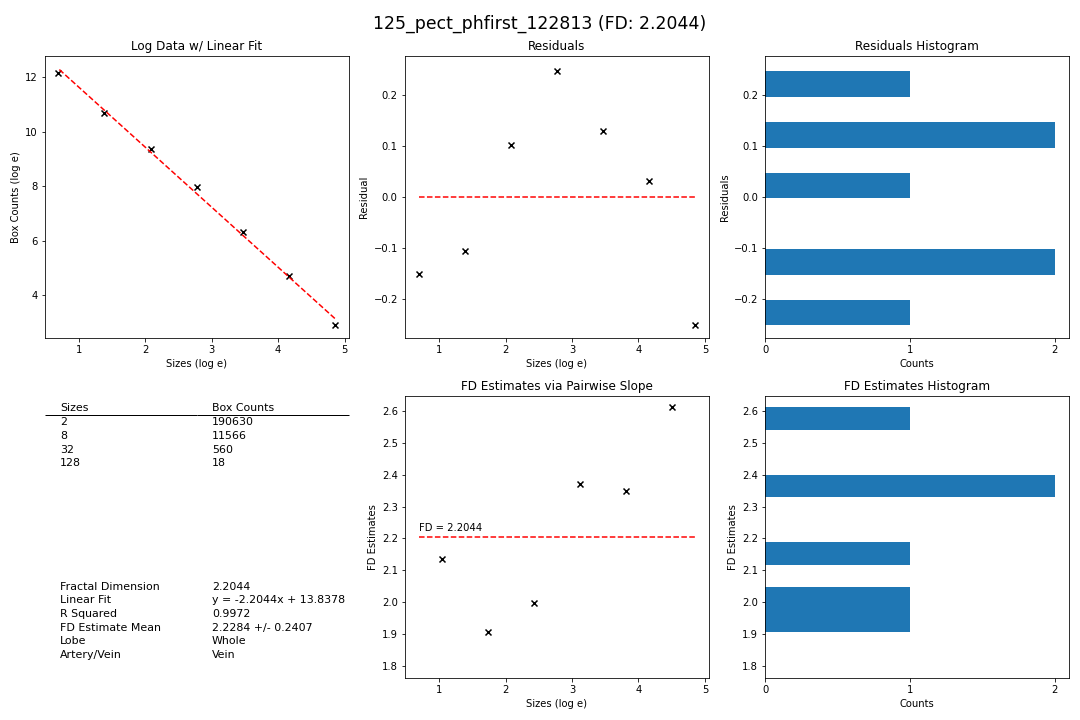 125_pect_phfirst_122813 (FD: 2.2044)
Log Data w/ Linear Fit
Box Counts (log e)
12
10
8
6
4
1 2 3 4 5
Sizes (log e)
Residuals
Residual
0.2
0.1
0.0
−0.1
−0.2
1 2 3 4 5
Sizes (log e)
Residuals Histogram
Residuals
0.2
0.1
0.0
−0.1
−0.2
0 1 2
Counts
Sizes Box Counts
2 190630
8 11566
32 560
128 18
Fractal Dimension 2.2044
Linear Fit y = -2.2044x + 13.8378
R Squared 0.9972
FD Estimate Mean 2.2284 +/- 0.2407
Lobe Whole
Artery/Vein Vein
FD Estimates via Pairwise Slope
FD Estimates
2.6
2.5
2.4
2.3
2.2
2.1
2.0
1.9
1.8
FD = 2.2044
1 2 3 4 5
Sizes (log e)
FD Estimates Histogram
FD Estimates
2.6
2.5
2.4
2.3
2.2
2.1
2.0
1.9
1.8
0 1 2
Counts